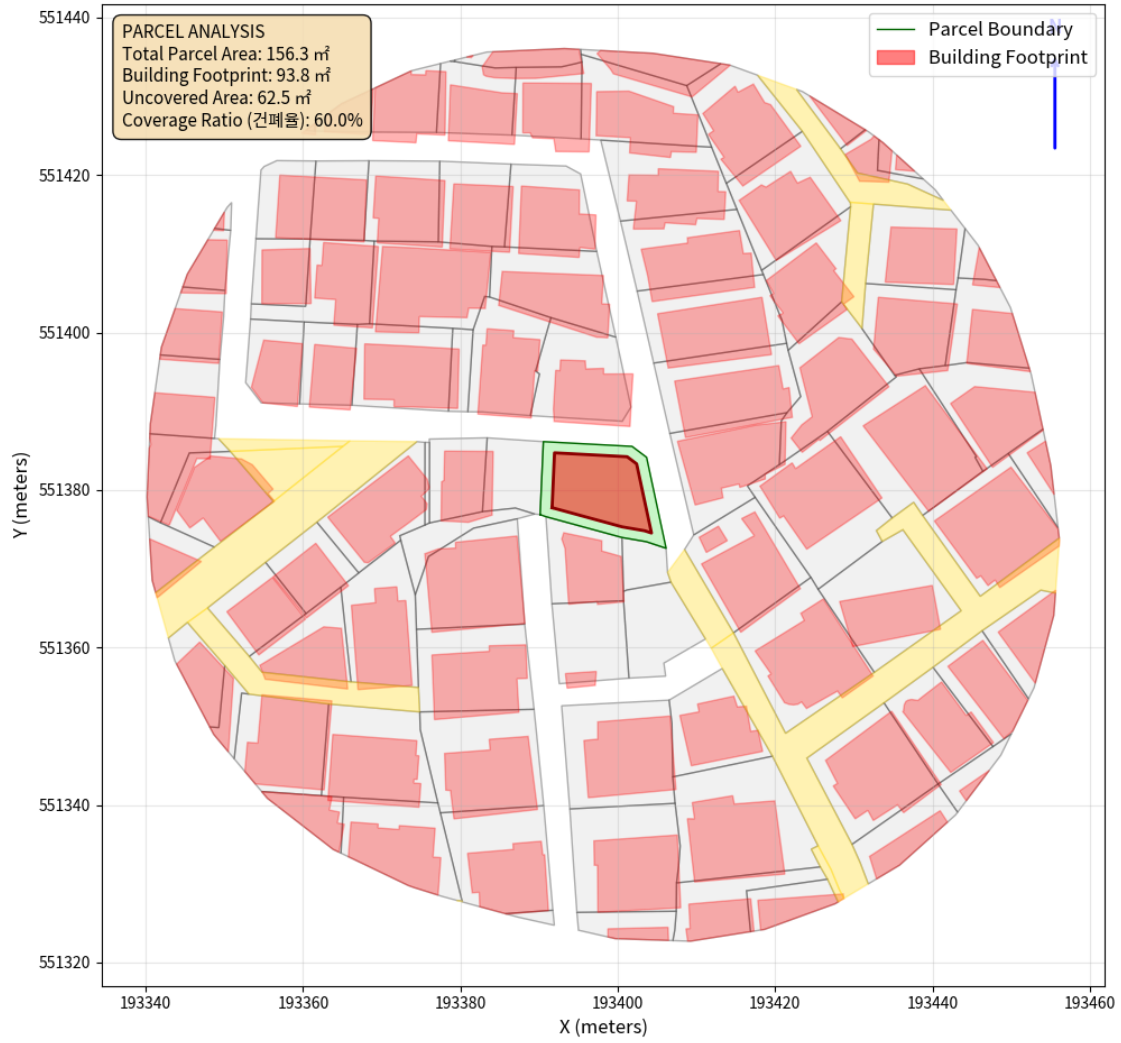 PARCEL ANALYSIS
Total Parcel Area: 156.3 ㎡
Building Footprint: 93.8 ㎡
Uncovered Area: 62.5 ㎡
Coverage Ratio (건폐율): 60.0%
Parcel Boundary
Building Footprint
N
551440
551420
551400
551380
551360
551340
551320
Y (meters)
193340
193360
193380
193400
193420
193440
193460
X (meters)